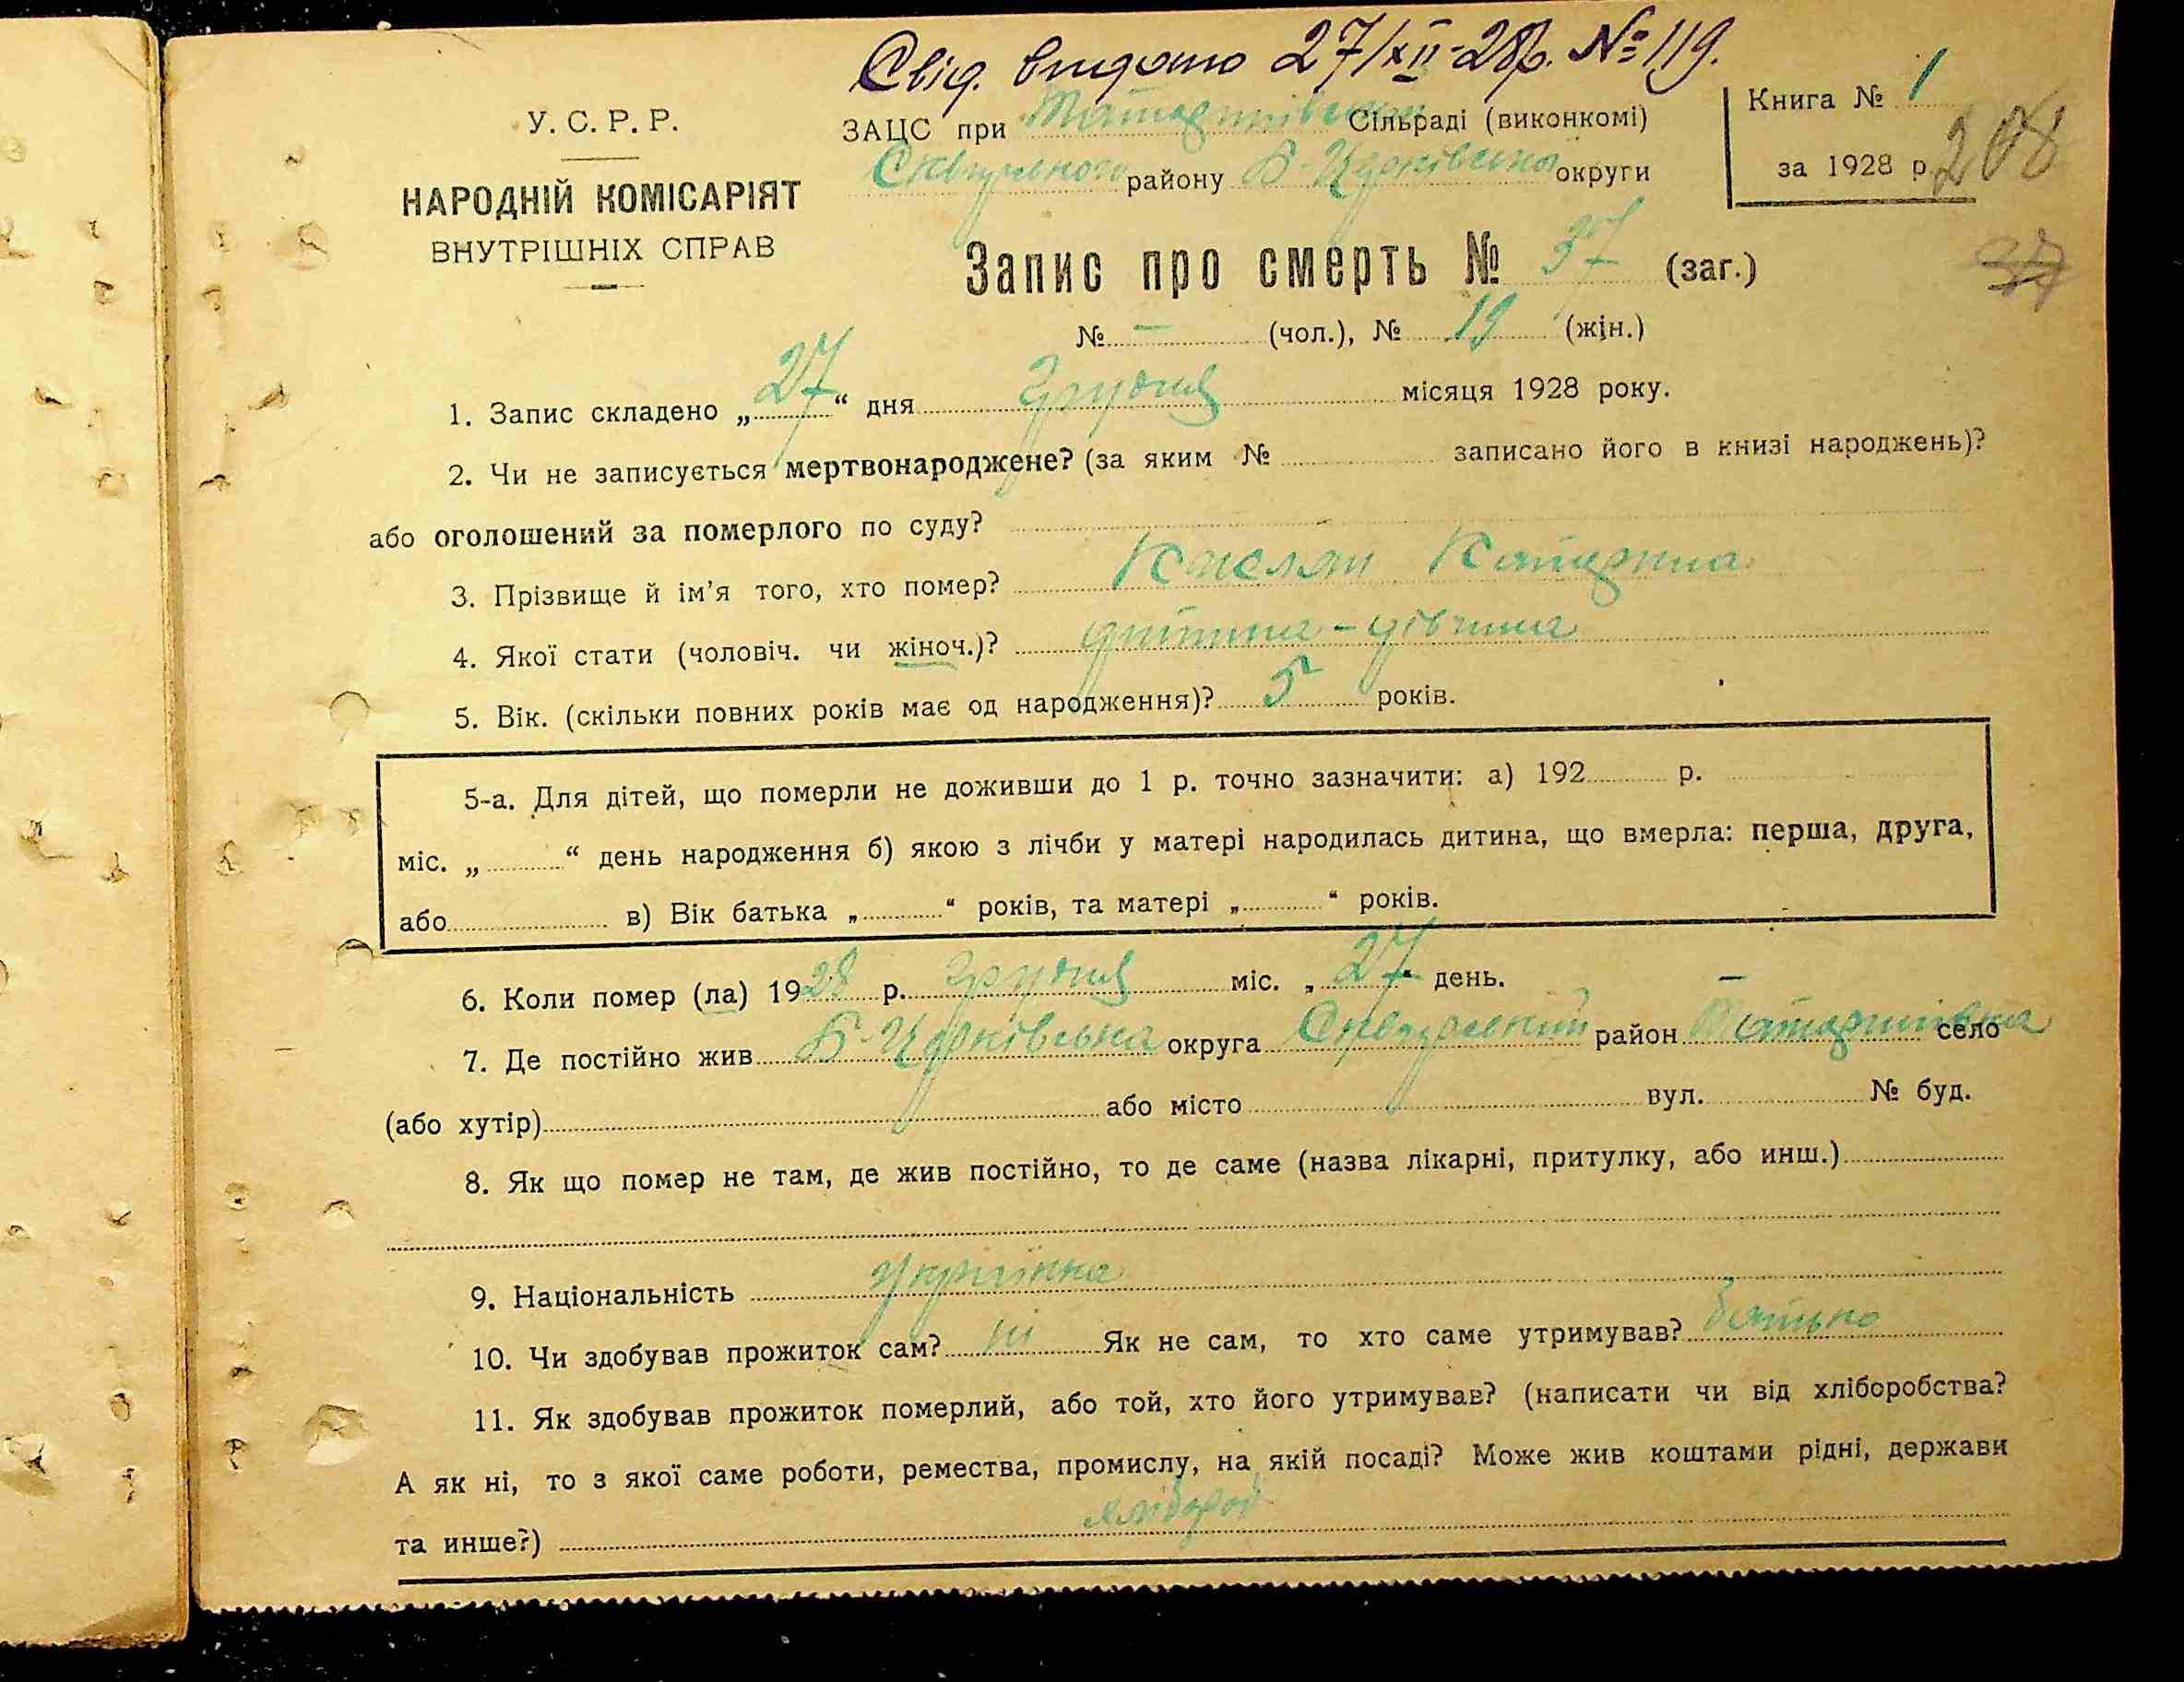 Свід. видано 27/XII-28р. № 119.
У. С. Р. Р.
НАРОДНІЙ КОМІСАРІЯТ
ВНУТРІШНІХ СПРАВ
ЗАЦС при Сільраді (виконкомі)
району Б-Церківської округи
Книга № 1
за 1928 р. 208
Запис про смерть № 37 (заг.)
37
№ — (чол.), № 19 (жін.)
1. Запис складено „27“ дня Грудня місяця 1928 року.
2. Чи не записується мертвонароджене? (за яким № записано його в книзі народжень)?
або оголошений за померлого по суду?
3. Прізвище й ім’я того, хто помер? Катерина
4. Якої стати (чоловіч. чи жіноч.)? дитина - дівчина
5. Вік. (скільки повних років має од народження)? 5 років.
5-а. Для дітей, що померли не доживши до 1 р. точно зазначити: а) 192 р.
міс. „ “ день народження б) якою з лічби у матері народилась дитина, що вмерла: перша, друга,
або в) Вік батька „ “ років, та матері „ “ років.
6. Коли помер (ла) 1928 р. Грудня міс. „27“ день.
7. Де постійно жив Б-Церківська округа Сквирський район село
(або хутір) або місто вул. № буд.
8. Як що помер не там, де жив постійно, то де саме (назва лікарні, притулку, або инш.)
9. Національність українка
10. Чи здобував прожиток сам? ні Як не сам, то хто саме утримував? батько
11. Як здобував прожиток померлий, або той, хто його утримував? (написати чи від хліборобства?
А як ні, то з якої саме роботи, ремества, промислу, на якій посаді? Може жив коштами рідні, держави
та инше?) хлібороб